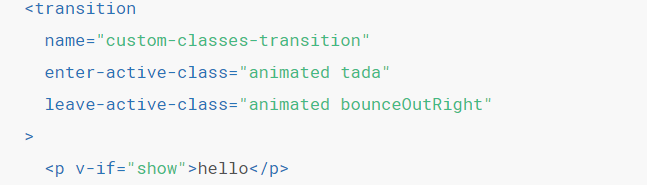 <transition
name="custom-classes-transition"
enter-active-class="animated tada"
leave-active-class="animated bounceOutRight"
>
<p v-if="show">hello</p>